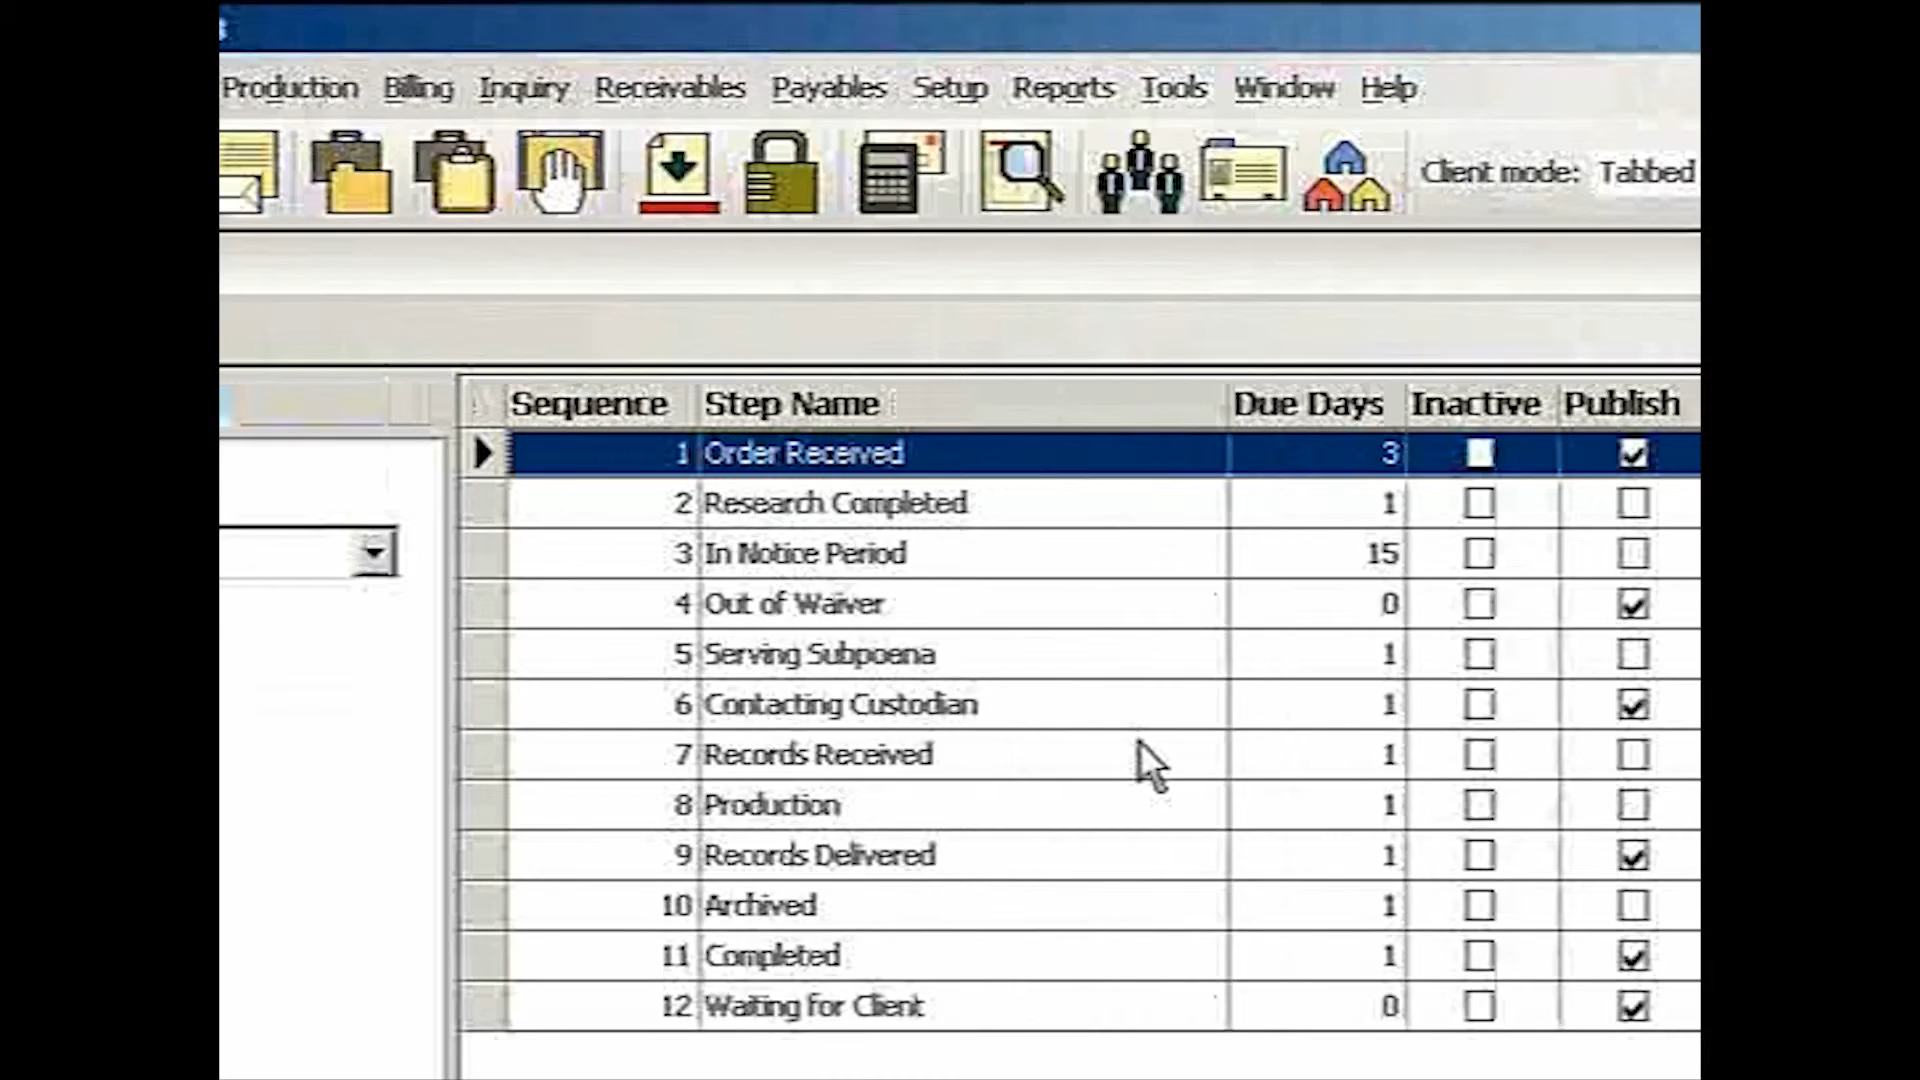 Production Billing Inquiry Receivables Payables Setup Reports Tools Window Help
Client mode: Tabbed
Sequence Step Name Due Days Inactive Publish
1 Order Received 3
2 Research Completed 1
3 In Notice Period 15
4 Out of Waiver 0
5 Serving Subpoena 1
6 Contacting Custodian 1
7 Records Received 1
8 Production 1
9 Records Delivered 1
10 Archived 1
11 Completed 1
12 Waiting for Client 0